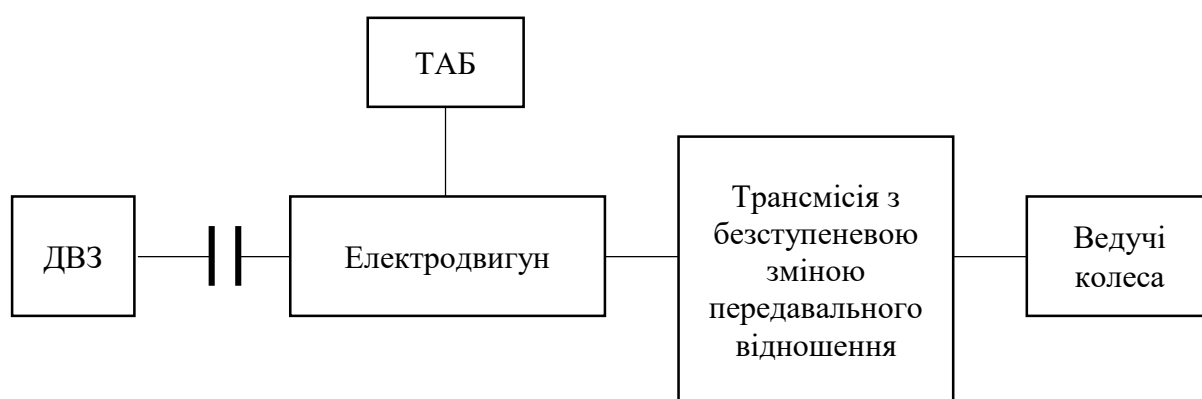 ТАБ
ДВЗ
Електродвигун
Трансмісія з
безступеневою
зміною
передавального
відношення
Ведучі
колеса